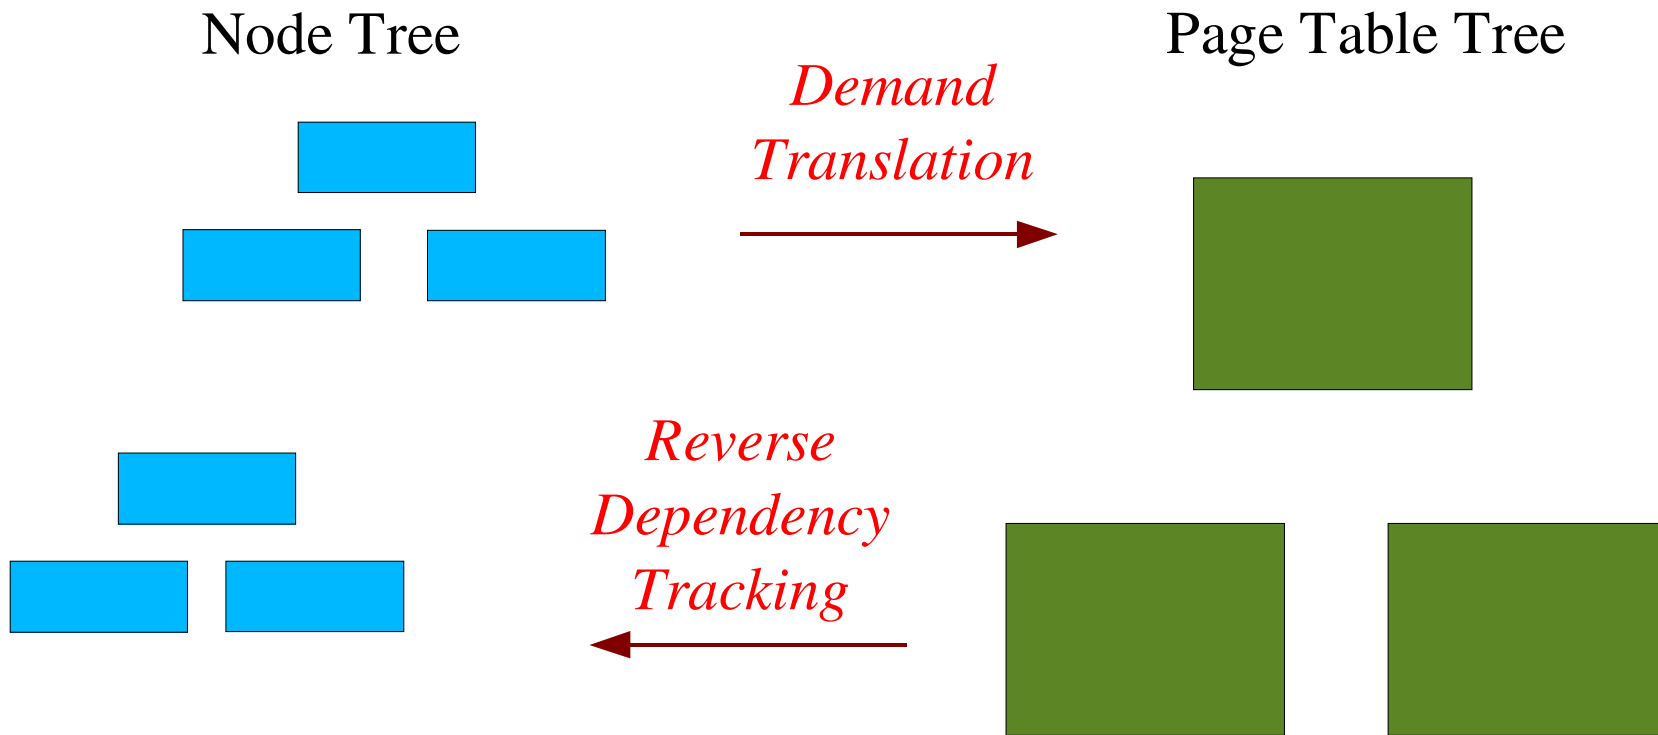 Node Tree
Page Table Tree
Demand
Translation
Reverse
Dependency
Tracking